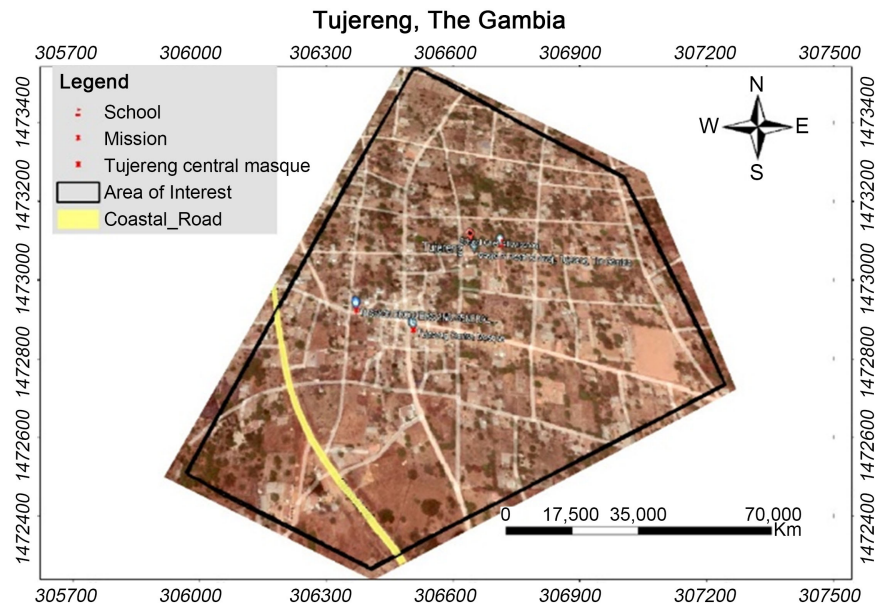 Tujereng, The Gambia
305700 306000 306300 306600 306900 307200 307500
Legend
School
Mission
Tujereng central masque
Area of Interest
Coastal_Road
N
W E
S
1473400 1473400
1473200 1473200
1473000 1473000
1472800 1472800
1472600 1472600
1472400 1472400
0 17,500 35,000 70,000
Km
305700 306000 306300 306600 306900 307200 307500